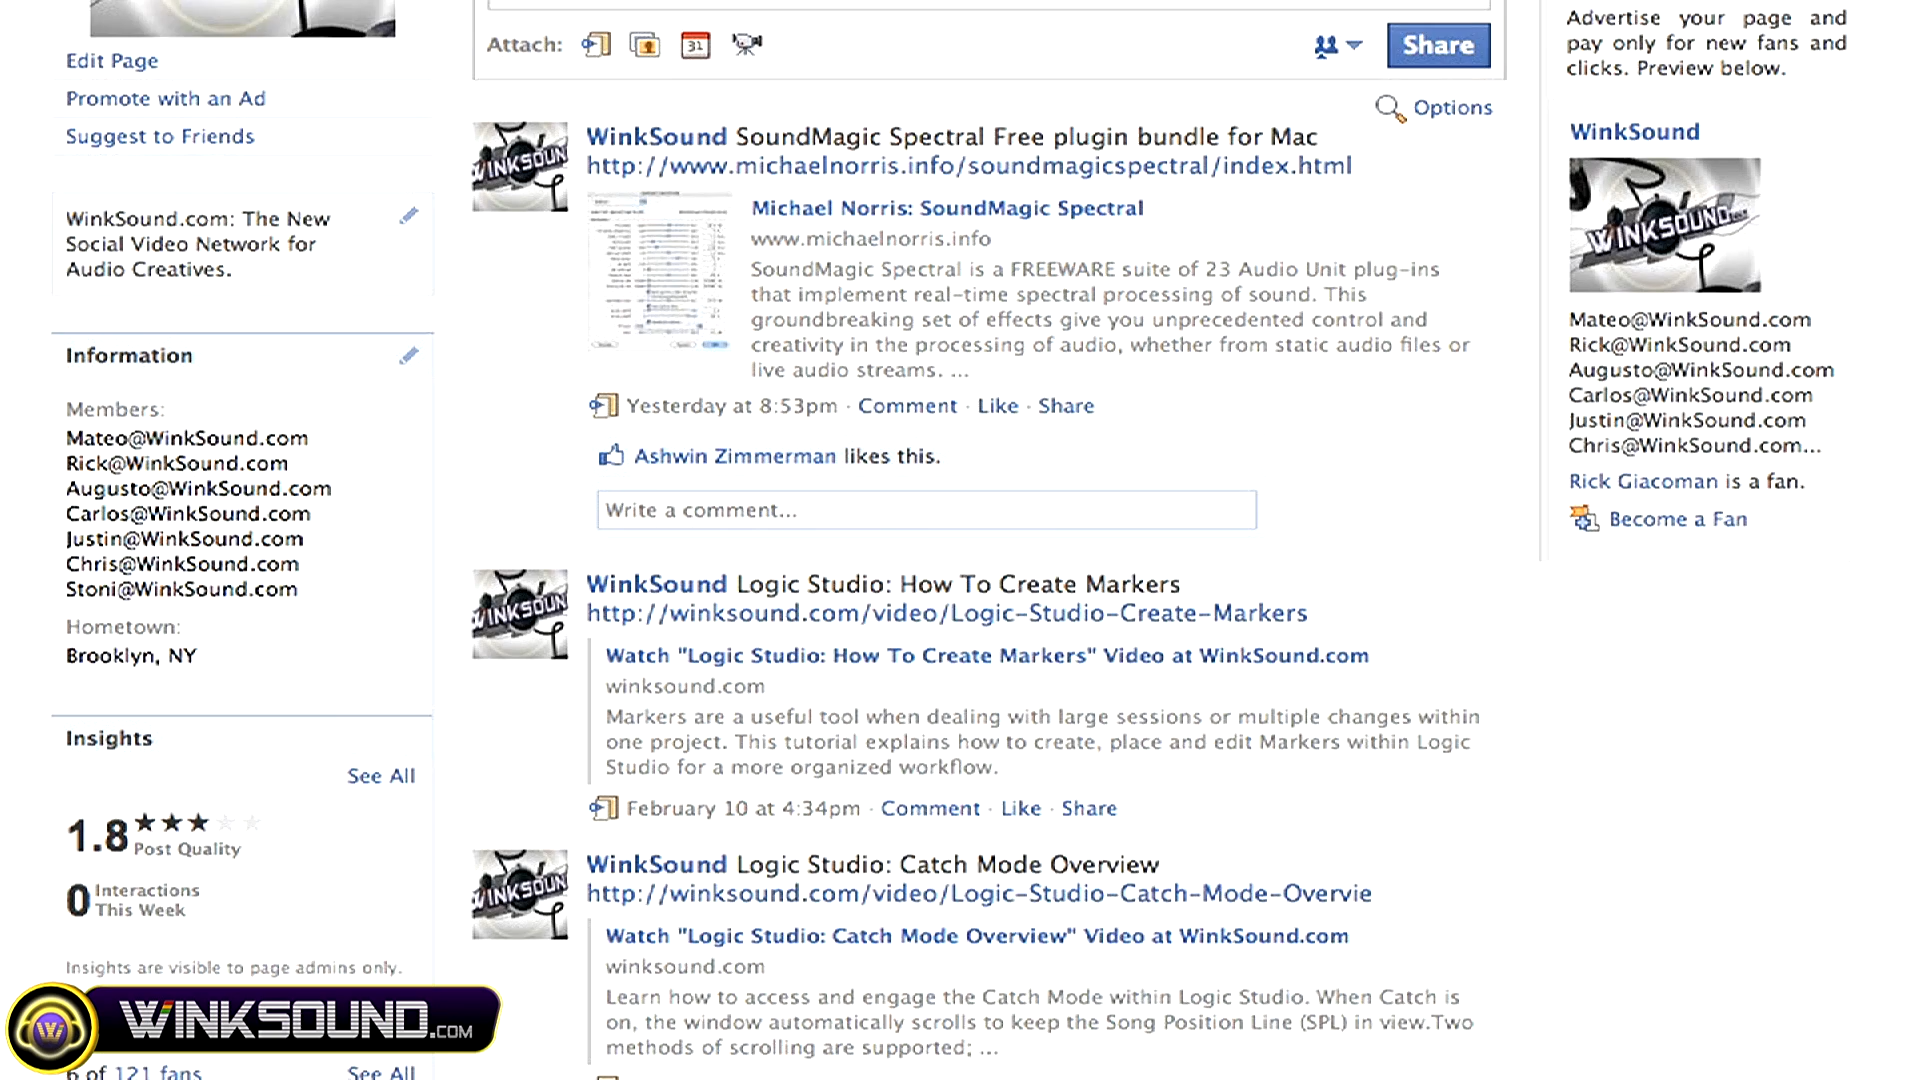 Edit Page
Promote with an Ad
Suggest to Friends
WinkSound.com: The New
Social Video Network for
Audio Creatives.
Information
Members:
Mateo@WinkSound.com
Rick@WinkSound.com
Augusto@WinkSound.com
Carlos@WinkSound.com
Justin@WinkSound.com
Chris@WinkSound.com
Stoni@WinkSound.com
Hometown:
Brooklyn, NY
Insights
See All
1.8 Post Quality
0 Interactions
This Week
Insights are visible to page admins only.
WINKSOUND.COM
6 of 121 fans
See All
Attach:
31
Share
Options
WINKSOUN
WinkSound SoundMagic Spectral Free plugin bundle for Mac
http://www.michaelnorris.info/soundmagicspectral/index.html
Michael Norris: SoundMagic Spectral
www.michaelnorris.info
SoundMagic Spectral is a FREEWARE suite of 23 Audio Unit plug-ins
that implement real-time spectral processing of sound. This
groundbreaking set of effects give you unprecedented control and
creativity in the processing of audio, whether from static audio files or
live audio streams. ...
Yesterday at 8:53pm · Comment · Like · Share
Ashwin Zimmerman likes this.
Write a comment...
WINKSOUN
WinkSound Logic Studio: How To Create Markers
http://winksound.com/video/Logic-Studio-Create-Markers
Watch "Logic Studio: How To Create Markers" Video at WinkSound.com
winksound.com
Markers are a useful tool when dealing with large sessions or multiple changes within
one project. This tutorial explains how to create, place and edit Markers within Logic
Studio for a more organized workflow.
February 10 at 4:34pm · Comment · Like · Share
WINKSOUN
WinkSound Logic Studio: Catch Mode Overview
http://winksound.com/video/Logic-Studio-Catch-Mode-Overvie
Watch "Logic Studio: Catch Mode Overview" Video at WinkSound.com
winksound.com
Learn how to access and engage the Catch Mode within Logic Studio. When Catch is
on, the window automatically scrolls to keep the Song Position Line (SPL) in view.Two
methods of scrolling are supported; ...
Advertise your page and
pay only for new fans and
clicks. Preview below.
WinkSound
WINKSOUND
Mateo@WinkSound.com
Rick@WinkSound.com
Augusto@WinkSound.com
Carlos@WinkSound.com
Justin@WinkSound.com
Chris@WinkSound.com...
Rick Giacoman is a fan.
Become a Fan